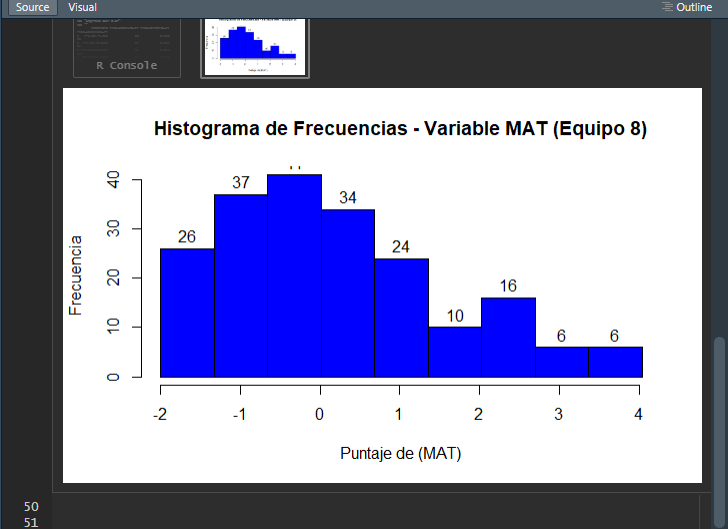 Source Visual Outline
R Console
Histograma de Frecuencias - Variable MAT (Equipo 8)
Frecuencia
40
30
20
10
0
26
37
34
24
10
16
6
6
-2 -1 0 1 2 3 4
Puntaje de (MAT)
50
51